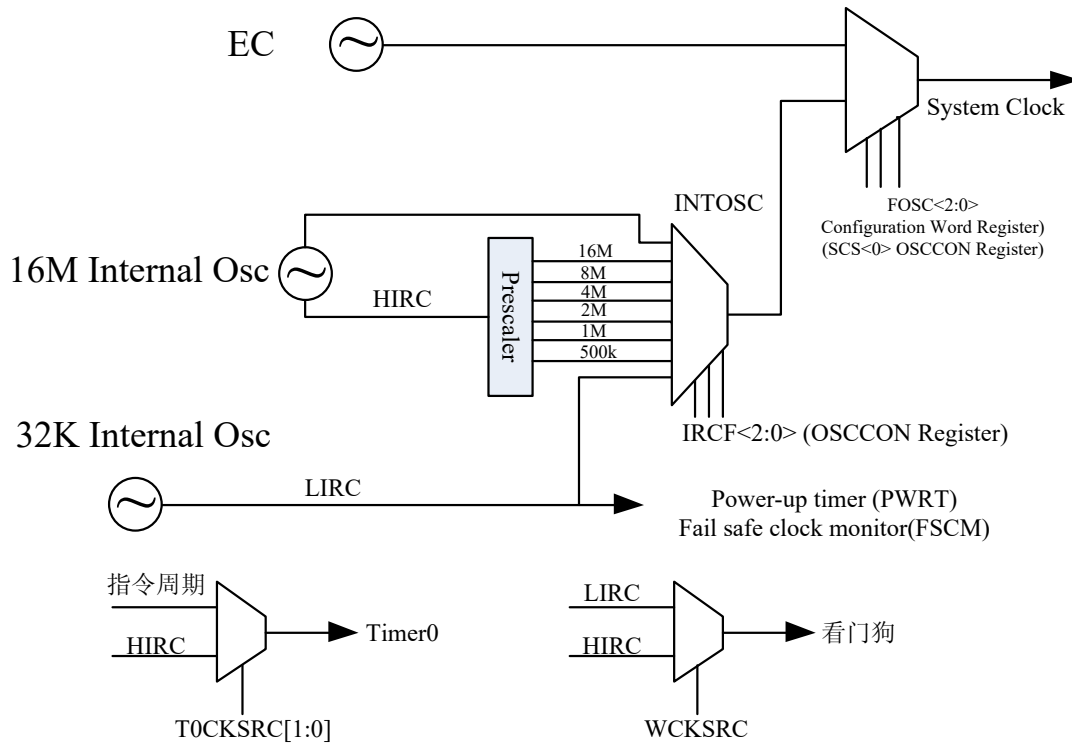 EC
System Clock
FOSC<2:0>
Configuration Word Register)
(SCS<0> OSCCON Register)
INTOSC
16M Internal Osc
HIRC
Prescaler
16M
8M
4M
2M
1M
500k
IRCF<2:0> (OSCCON Register)
32K Internal Osc
LIRC
Power-up timer (PWRT)
Fail safe clock monitor(FSCM)
指令周期
HIRC
Timer0
T0CKSRC[1:0]
LIRC
HIRC
看门狗
WCKSRC